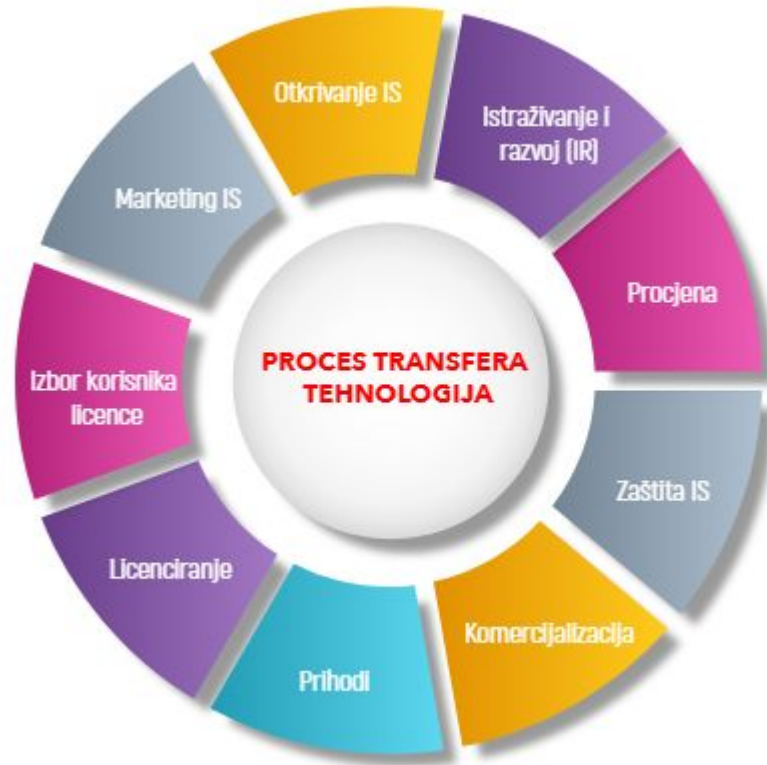 Otkrivanje IS
Istraživanje i
razvoj (IR)
Procjena
Zaštita IS
Komercijalizacija
Prihodi
Licenciranje
Izbor korisnika
licence
Marketing IS
PROCES TRANSFERA
TEHNOLOGIJA